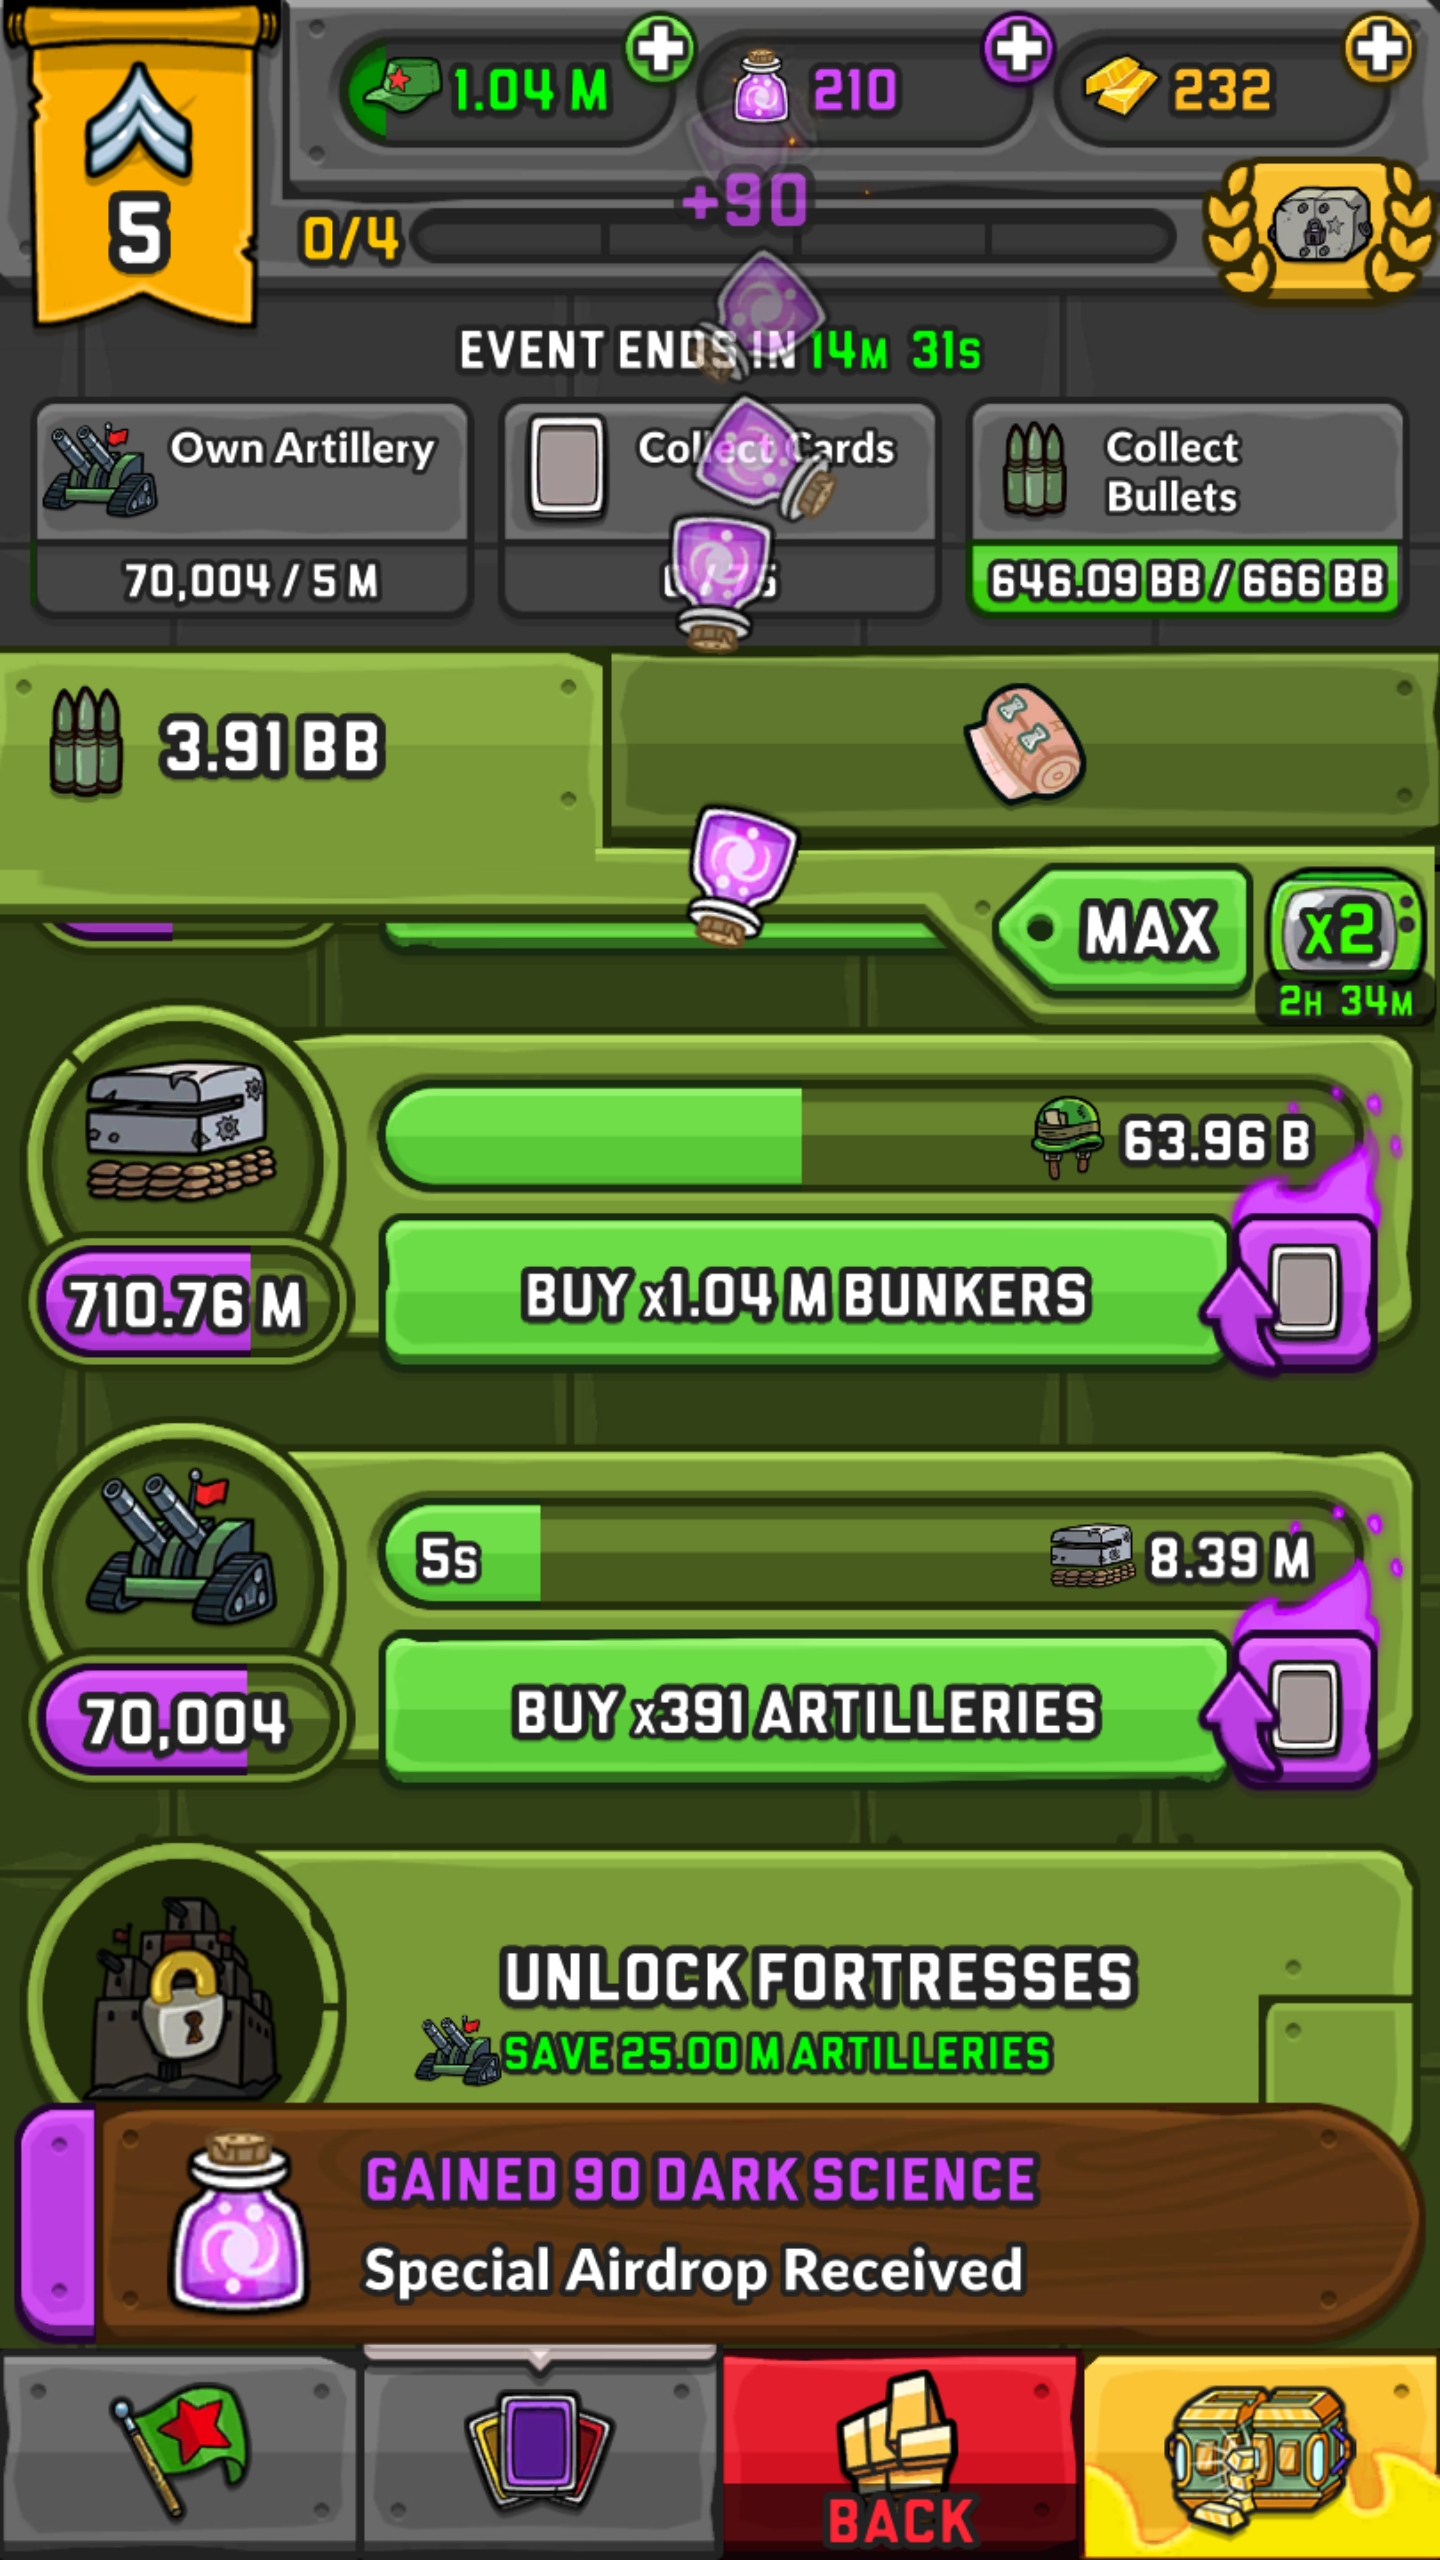 5
1.04 M
210
232
+90
0/4
EVENT ENDS IN 14M 31S
Own Artillery
Collect Cards
Collect
Bullets
70,004 / 5 M
646.09 BB / 666 BB
3.91 BB
MAX
x2
2H 34M
63.96 B
710.76 M
BUY x1.04 M BUNKERS
5s
8.39 M
70,004
BUY x391 ARTILLERIES
UNLOCK FORTRESSES
SAVE 25.00 M ARTILLERIES
GAINED 90 DARK SCIENCE
Special Airdrop Received
BACK